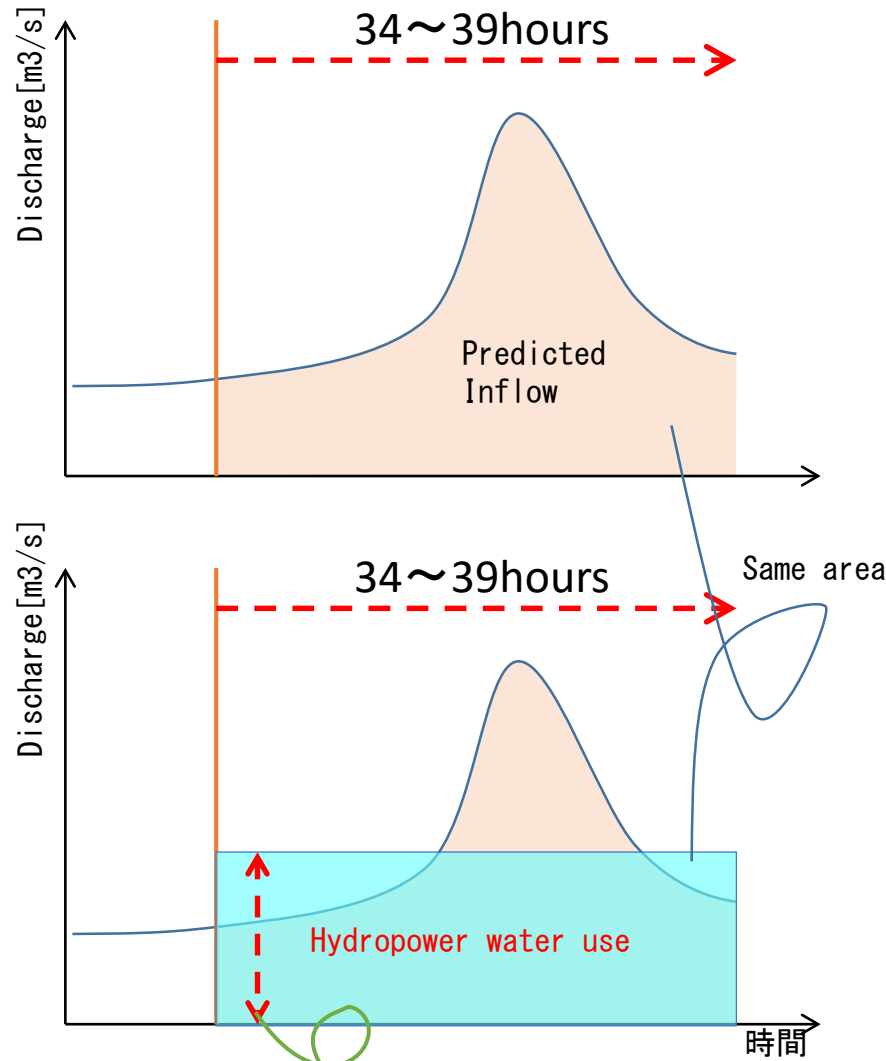 34～39hours
Discharge[m3/s]
Predicted
Inflow
34～39hours
Same area
Discharge[m3/s]
Hydropower water use
時間